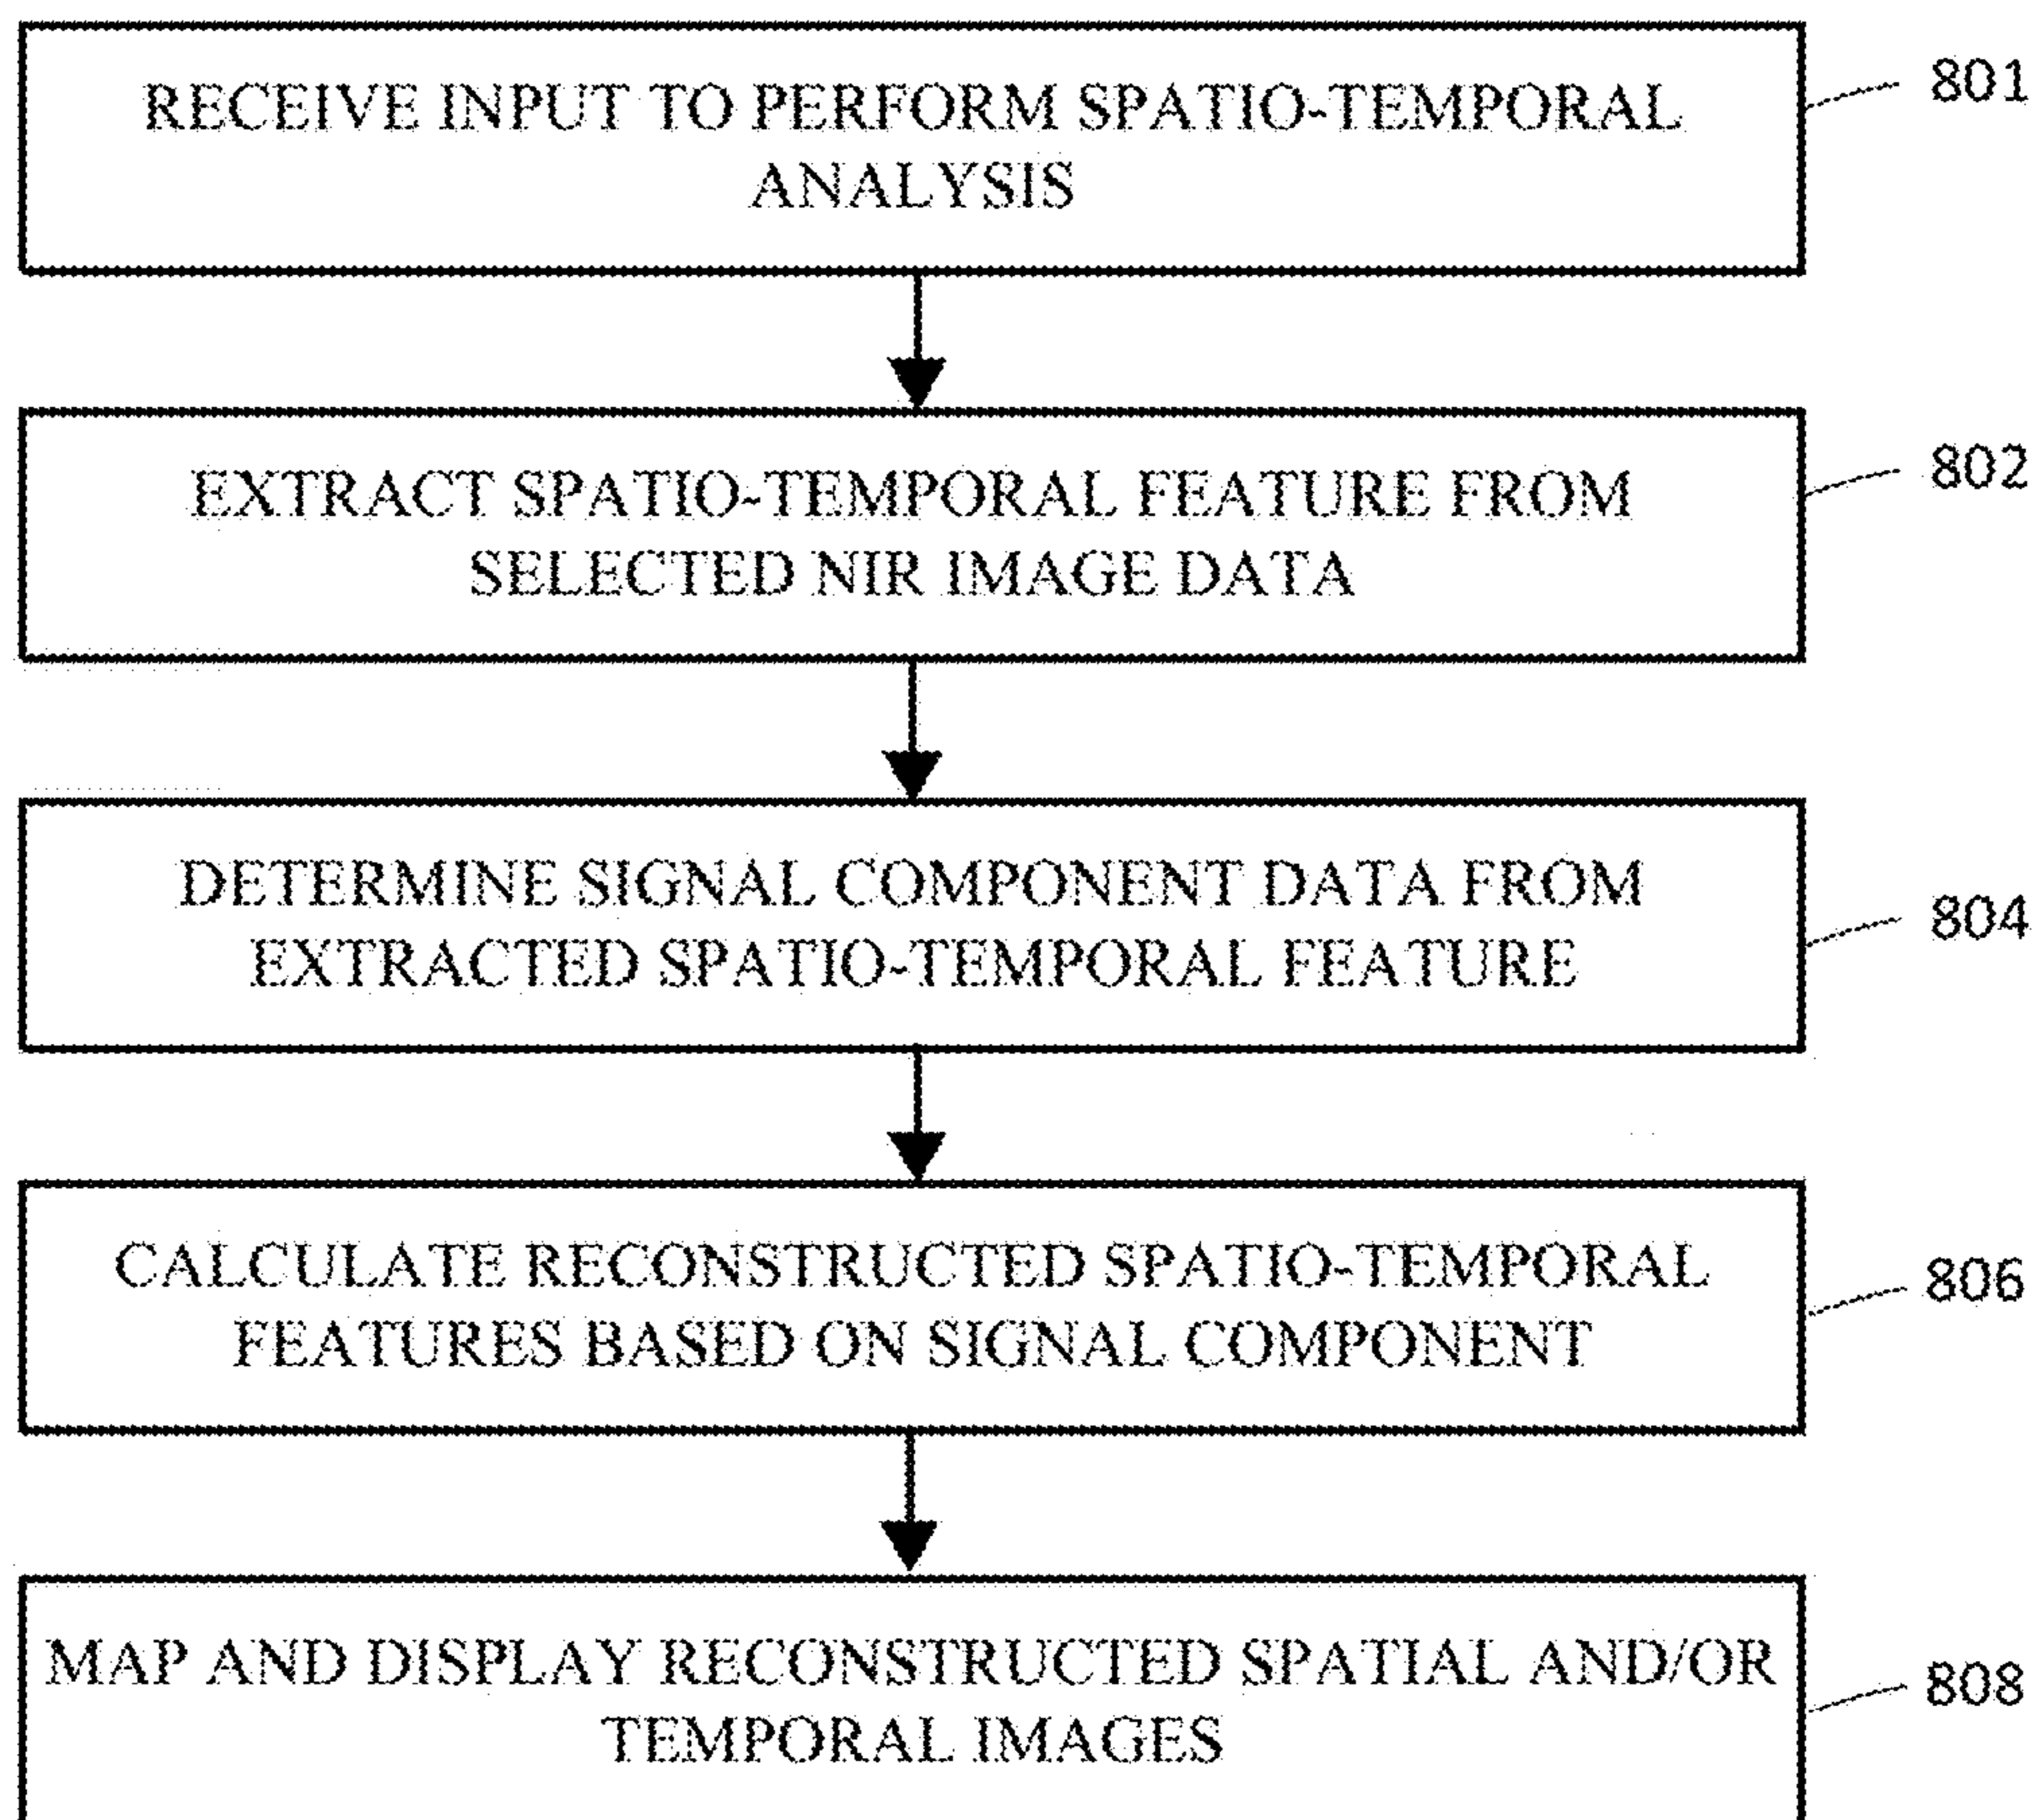 RECEIVE INPUT TO PERFORM SPATIO-TEMPORAL
ANALYSIS
801
EXTRACT SPATIO-TEMPORAL FEATURE FROM
SELECTED NIR IMAGE DATA
802
DETERMINE SIGNAL COMPONENT DATA FROM
EXTRACTED SPATIO-TEMPORAL FEATURE
804
CALCULATE RECONSTRUCTED SPATIO-TEMPORAL
FEATURES BASED ON SIGNAL COMPONENT
806
MAP AND DISPLAY RECONSTRUCTED SPATIAL AND/OR
TEMPORAL IMAGES
808